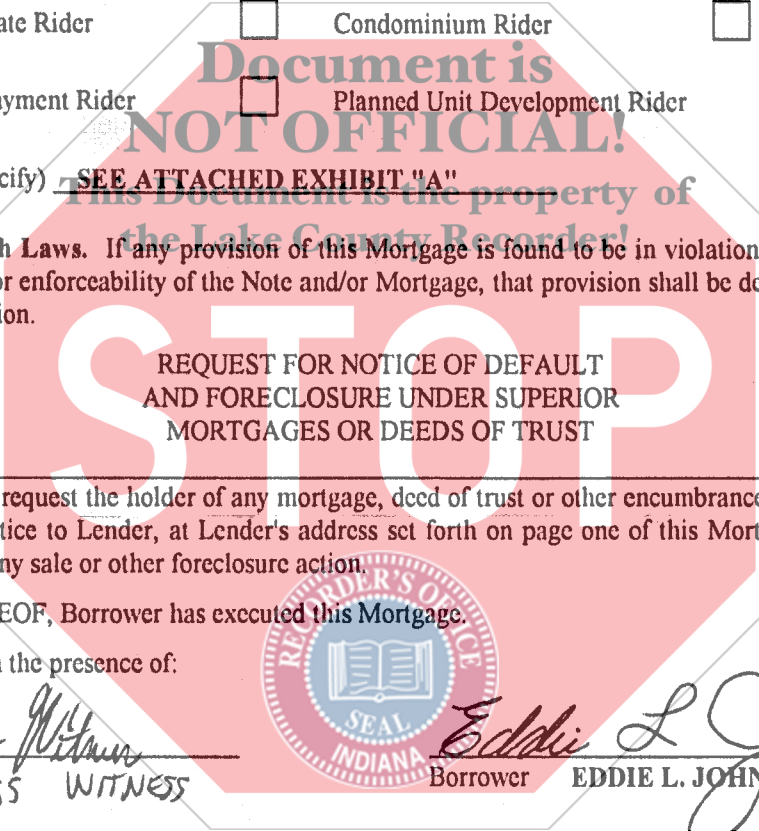 ate Rider Condominium Rider
Document is
yment Rider Planned Unit Development Rider
NOT OFFICIAL!
cify) SEE ATTACHED EXHIBIT "A"
This Document is the property of
the Lake County Recorder!
h Laws. If any provision of this Mortgage is found to be in violation
or enforceability of the Note and/or Mortgage, that provision shall be de
ion.
STOP
REQUEST FOR NOTICE OF DEFAULT
AND FORECLOSURE UNDER SUPERIOR
MORTGAGES OR DEEDS OF TRUST
request the holder of any mortgage, deed of trust or other encumbrance
tice to Lender, at Lender's address set forth on page one of this Mort
ny sale or other foreclosure action.
EOF, Borrower has executed this Mortgage.
n the presence of:
RECORDER'S OFFICE
SEAL
INDIANA
Eddie L
WITNESS
Borrower EDDIE L. JOHN